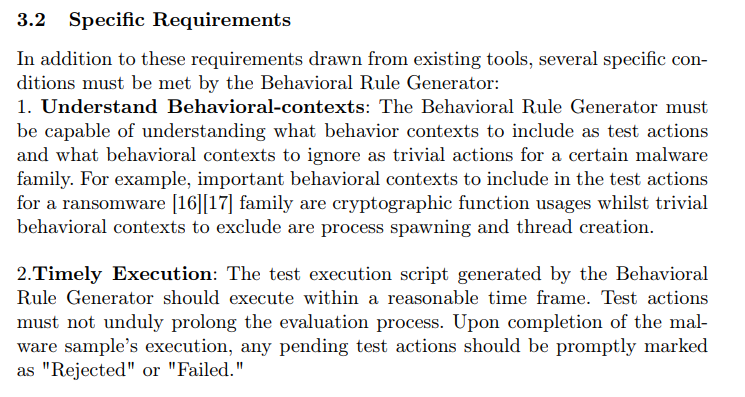 3.2 Specific Requirements
In addition to these requirements drawn from existing tools, several specific con-
ditions must be met by the Behavioral Rule Generator:
1. Understand Behavioral-contexts: The Behavioral Rule Generator must
be capable of understanding what behavior contexts to include as test actions
and what behavioral contexts to ignore as trivial actions for a certain malware
family. For example, important behavioral contexts to include in the test actions
for a ransomware [16][17] family are cryptographic function usages whilst trivial
behavioral contexts to exclude are process spawning and thread creation.
2.Timely Execution: The test execution script generated by the Behavioral
Rule Generator should execute within a reasonable time frame. Test actions
must not unduly prolong the evaluation process. Upon completion of the mal-
ware sample's execution, any pending test actions should be promptly marked
as "Rejected" or "Failed."